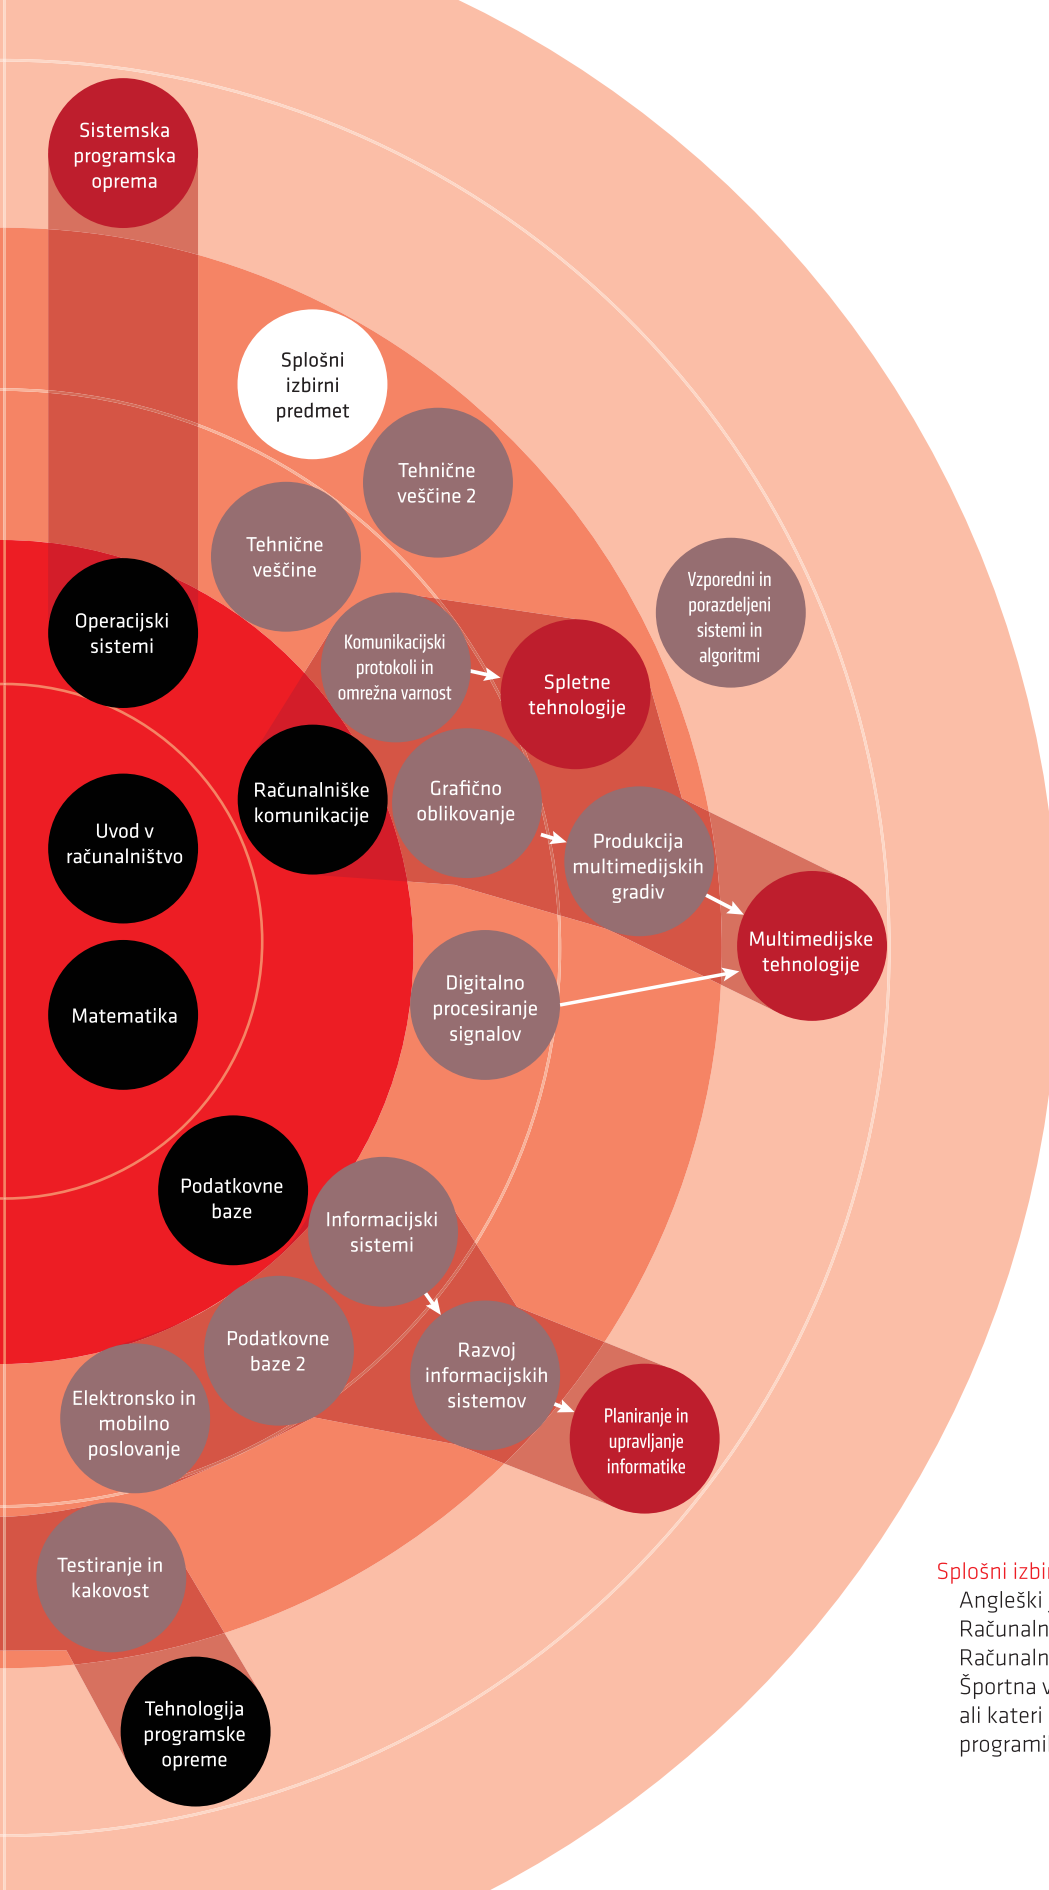 Sistemska
programska
oprema
Splošni
izbirni
predmet
Tehnične
veščine 2
Tehnične
veščine
Vzporedni in
porazdeljeni
sistemi in
algoritmi
Operacijski
sistemi
Komunikacijski
protokoli in
omrežna varnost
Spletne
tehnologije
Računalniške
komunikacije
Grafično
oblikovanje
Produkcija
multimedijskih
gradiv
Uvod v
računalništvo
Multimedijske
tehnologije
Matematika
Digitalno
procesiranje
signalov
Podatkovne
baze
Informacijski
sistemi
Podatkovne
baze 2
Razvoj
informacijskih
sistemov
Elektronsko in
mobilno
poslovanje
Planiranje in
upravljanje
informatike
Testiranje in
kakovost
Tehnologija
programske
opreme
Splošni
Angleški
Športna
ali kateri